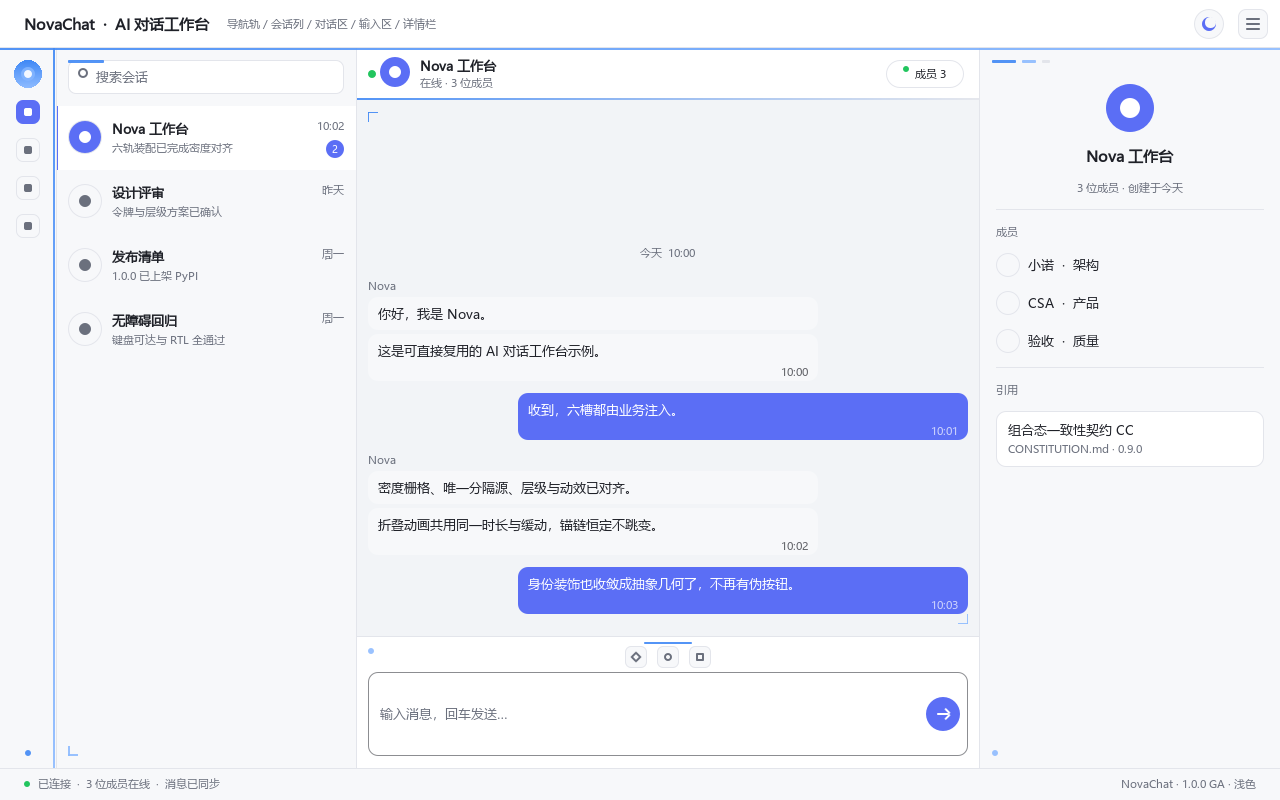 NovaChat · AI 对话工作台
导航轨 / 会话列 / 对话区 / 输入区 / 详情栏
搜索会话
Nova 工作台
10:02
六轨装配已完成密度对齐
2
设计评审
昨天
令牌与层级方案已确认
发布清单
周一
1.0.0 已上架 PyPI
无障碍回归
周一
键盘可达与 RTL 全通过
Nova 工作台
在线 · 3 位成员
成员 3
今天 10:00
Nova
你好，我是 Nova。
这是可直接复用的 AI 对话工作台示例。
10:00
收到，六槽都由业务注入。
10:01
Nova
密度栅格、唯一分隔源、层级与动效已对齐。
折叠动画共用同一时长与缓动，锚链恒定不跳变。
10:02
身份装饰也收敛成抽象几何了，不再有伪按钮。
10:03
输入消息，回车发送...
Nova 工作台
3 位成员 · 创建于今天
成员
小诺 · 架构
CSA · 产品
验收 · 质量
引用
组合态一致性契约 CC
CONSTITUTION.md · 0.9.0
已连接 · 3 位成员在线 · 消息已同步
NovaChat · 1.0.0 GA · 浅色